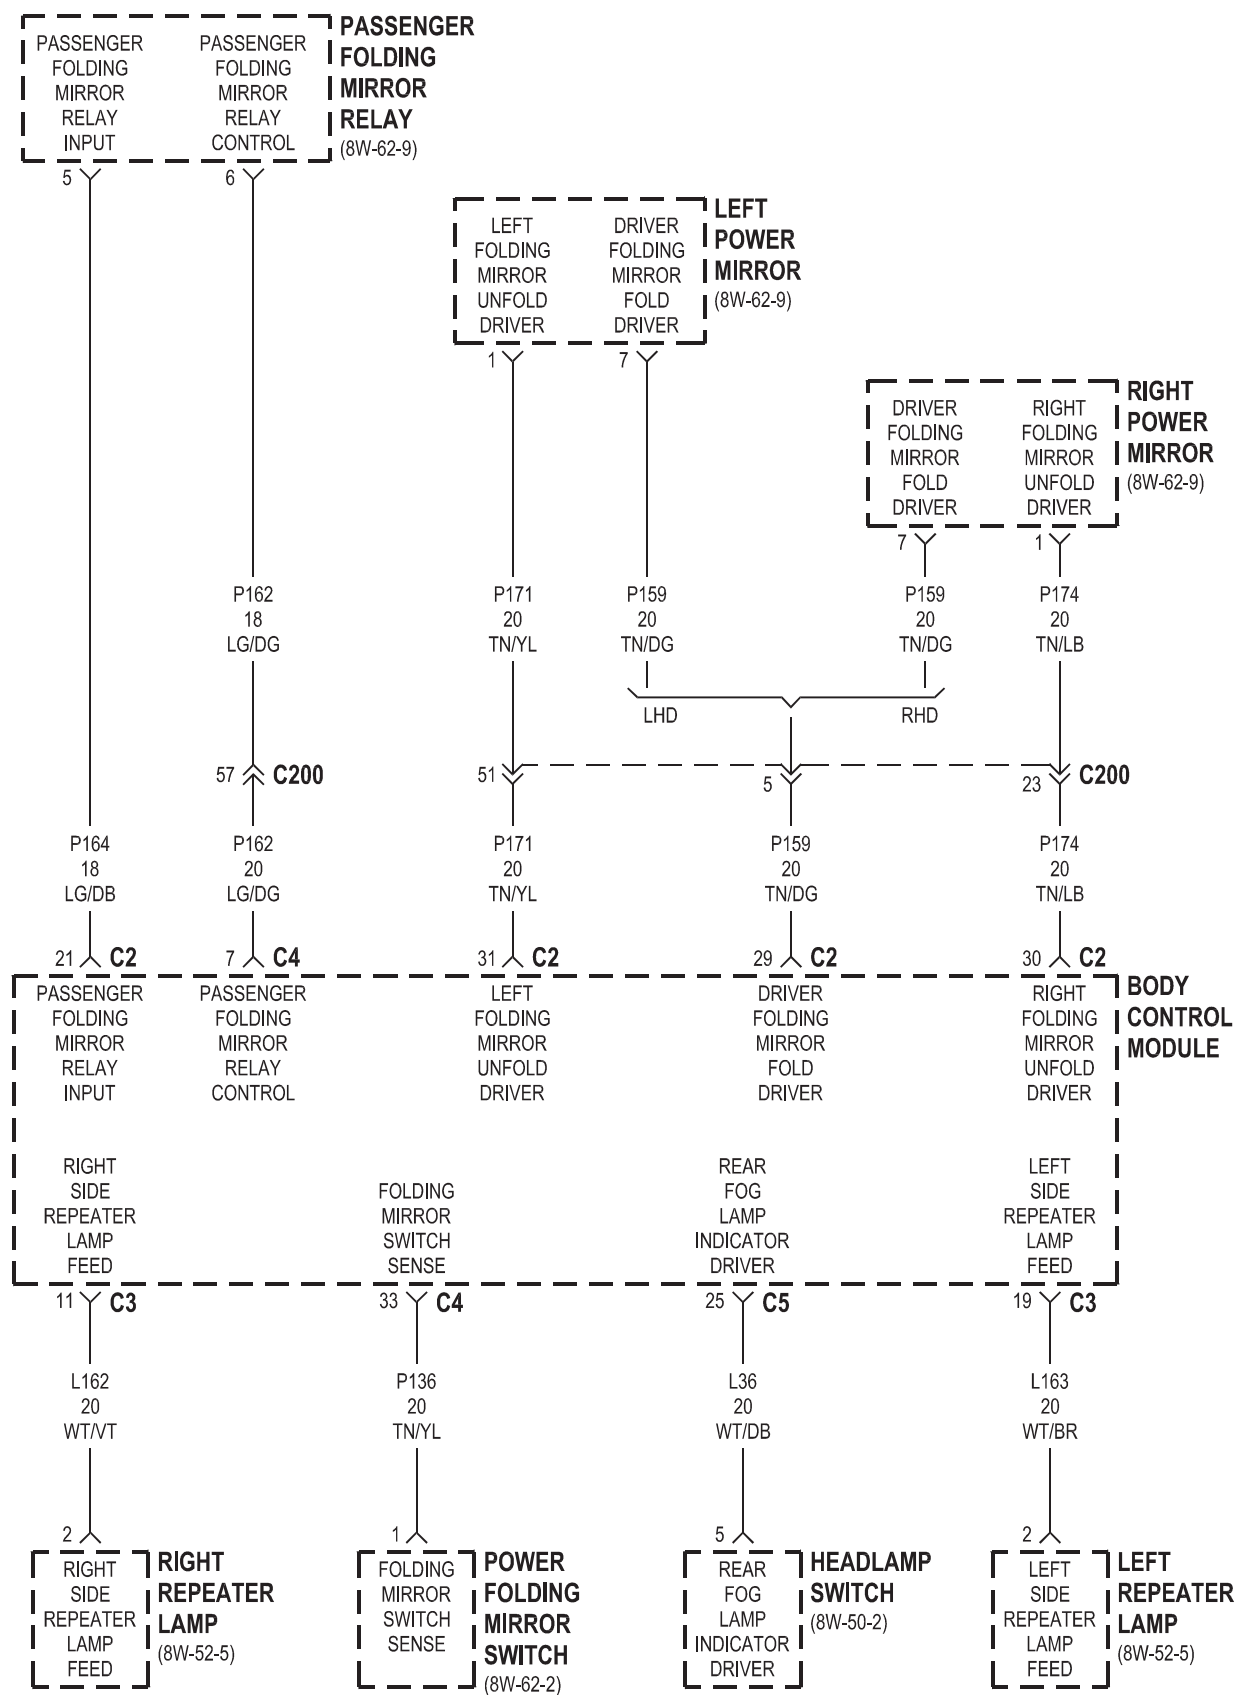 PASSENGER
FOLDING
MIRROR
RELAY
INPUT
PASSENGER
FOLDING
MIRROR
RELAY
CONTROL
PASSENGER
FOLDING
MIRROR
RELAY
(8W-62-9)
5
6
LEFT
FOLDING
MIRROR
UNFOLD
DRIVER
DRIVER
FOLDING
MIRROR
FOLD
DRIVER
LEFT
POWER
MIRROR
(8W-62-9)
1
7
DRIVER
FOLDING
MIRROR
FOLD
DRIVER
RIGHT
FOLDING
MIRROR
UNFOLD
DRIVER
RIGHT
POWER
MIRROR
(8W-62-9)
7
1
P162
18
LG/DG
P171
20
TN/YL
P159
20
TN/DG
P159
20
TN/DG
P174
20
TN/LB
LHD
RHD
57
C200
51
5
23
C200
P164
18
LG/DB
P162
20
LG/DG
P171
20
TN/YL
P159
20
TN/DG
P174
20
TN/LB
21
C2
7
C4
31
C2
29
C2
30
C2
PASSENGER
FOLDING
MIRROR
RELAY
INPUT
PASSENGER
FOLDING
MIRROR
RELAY
CONTROL
LEFT
FOLDING
MIRROR
UNFOLD
DRIVER
DRIVER
FOLDING
MIRROR
FOLD
DRIVER
RIGHT
FOLDING
MIRROR
UNFOLD
DRIVER
BODY
CONTROL
MODULE
RIGHT
SIDE
REPEATER
LAMP
FEED
FOLDING
MIRROR
SWITCH
SENSE
REAR
FOG
LAMP
INDICATOR
DRIVER
LEFT
SIDE
REPEATER
LAMP
FEED
11
C3
33
C4
25
C5
19
C3
L162
20
WT/VT
P136
20
TN/YL
L36
20
WT/DB
L163
20
WT/BR
2
1
5
2
RIGHT
SIDE
REPEATER
LAMP
FEED
RIGHT
REPEATER
LAMP
(8W-52-5)
FOLDING
MIRROR
SWITCH
SENSE
POWER
FOLDING
MIRROR
SWITCH
(8W-62-2)
REAR
FOG
LAMP
INDICATOR
DRIVER
HEADLAMP
SWITCH
(8W-50-2)
LEFT
SIDE
REPEATER
LAMP
FEED
LEFT
REPEATER
LAMP
(8W-52-5)